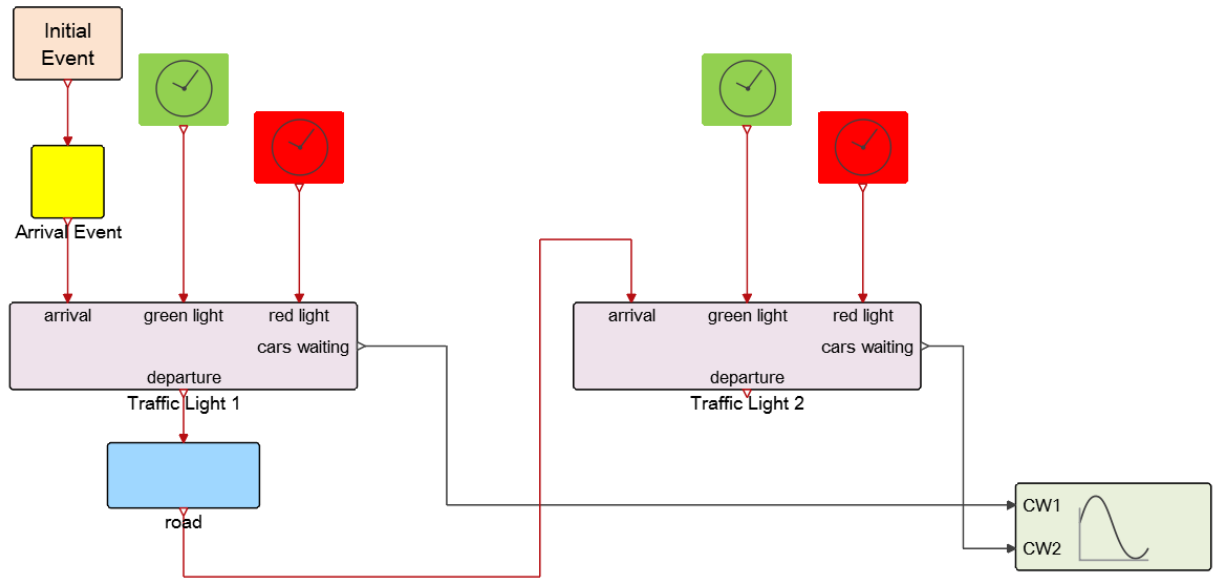 Initial
Event
Arrival Event
arrival
green light
red light
cars waiting
departure
Traffic Light 1
road
arrival
green light
red light
cars waiting
departure
Traffic Light 2
CW1
CW2